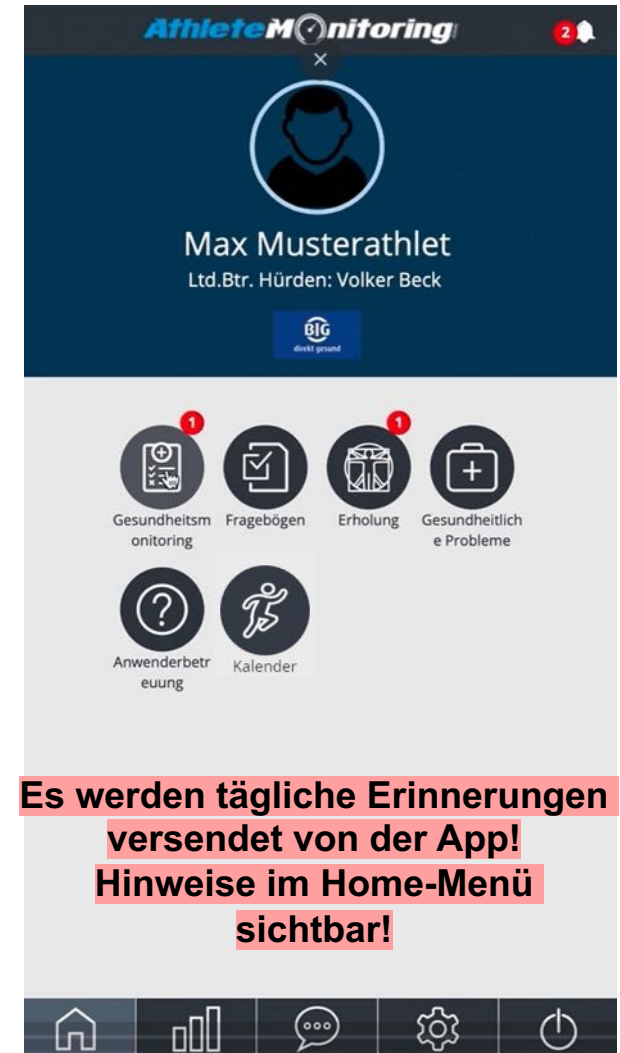 AthleteMonitoring
2
×
Max Musterathlet
Ltd.Btr. Hürden: Volker Beck
BIG
direkt gesund
1
1
Gesundheitsm
onitoring
Fragebögen
Erholung
Gesundheitlich
e Probleme
?
Anwenderbetr
euung
Kalender
Es werden tägliche Erinnerungen
versendet von der App!
Hinweise im Home-Menü
sichtbar!